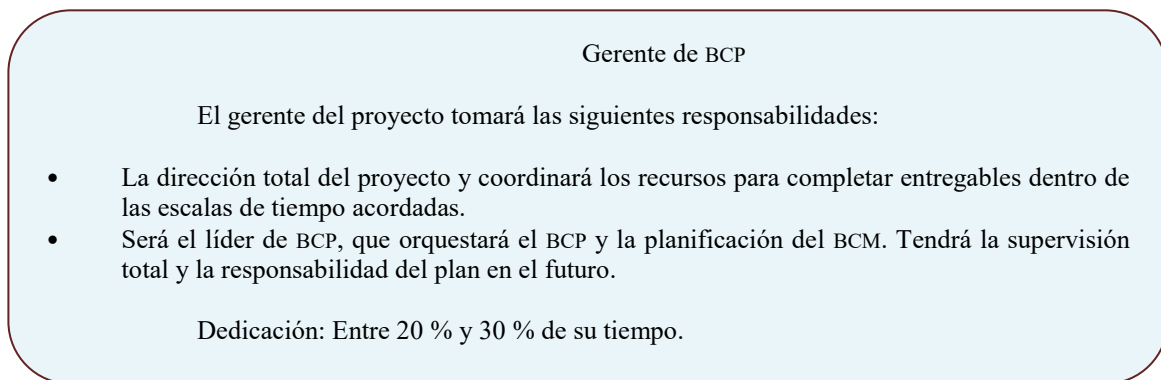 Gerente de BCP
El gerente del proyecto tomará las siguientes responsabilidades:
• La dirección total del proyecto y coordinará los recursos para completar entregables dentro de
las escalas de tiempo acordadas.
• Será el líder de BCP, que orquestará el BCP y la planificación del BCM. Tendrá la supervisión
total y la responsabilidad del plan en el futuro.
Dedicación: Entre 20 % y 30 % de su tiempo.